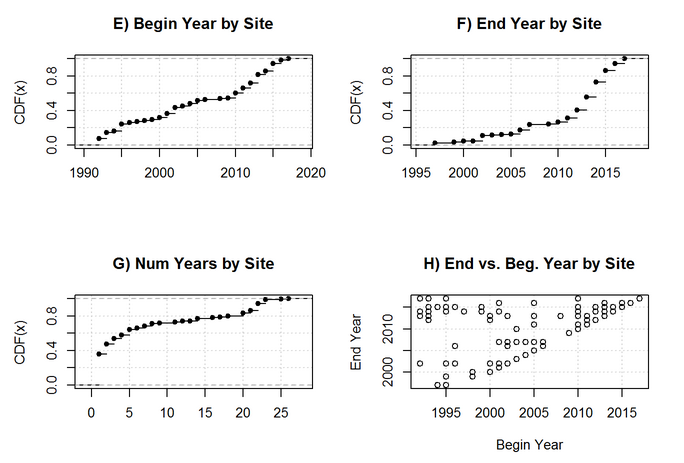 E) Begin Year by Site
CDF(x)
0.0 0.4 0.8
1990 2000 2010 2020
F) End Year by Site
CDF(x)
0.0 0.4 0.8
1995 2000 2005 2010 2015
G) Num Years by Site
CDF(x)
0.0 0.4 0.8
0 5 10 15 20 25
H) End vs. Beg. Year by Site
End Year
2000 2010
1995 2000 2005 2010 2015
Begin Year